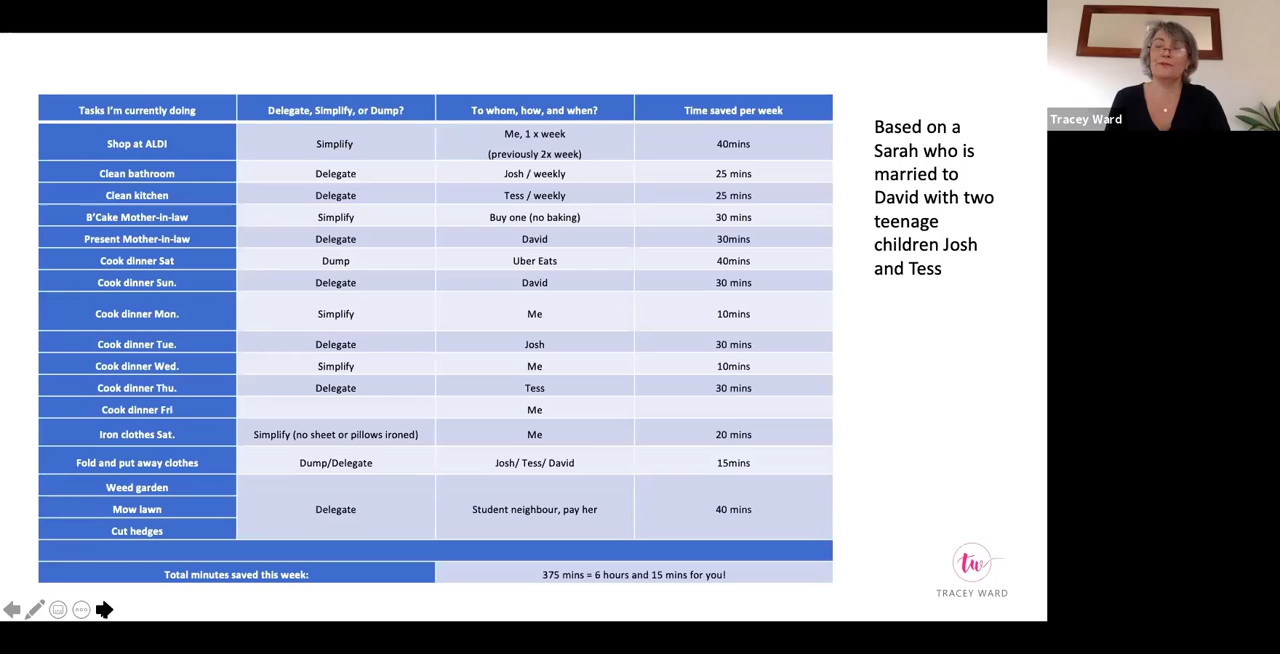 Tasks I'm currently doing Delegate, Simplify, or Dump? To whom, how, and when? Time saved per week
Shop at ALDI Simplify Me, 1 x week (previously 2x week) 40mins
Clean bathroom Delegate Josh / weekly 25 mins
Clean kitchen Delegate Tess / weekly 25 mins
B'Cake Mother-in-law Simplify Buy one (no baking) 30 mins
Present Mother-in-law Delegate David 30mins
Cook dinner Sat Dump Uber Eats 40mins
Cook dinner Sun. Delegate David 30 mins
Cook dinner Mon. Simplify Me 10mins
Cook dinner Tue. Delegate Josh 30 mins
Cook dinner Wed. Simplify Me 10mins
Cook dinner Thu. Delegate Tess 30 mins
Cook dinner Fri Me
Iron clothes Sat. Simplify (no sheet or pillows ironed) Me 20 mins
Fold and put away clothes Dump/Delegate Josh/ Tess/ David 15mins
Weed garden
Mow lawn Delegate Student neighbour, pay her 40 mins
Cut hedges
Total minutes saved this week: 375 mins = 6 hours and 15 mins for you!
Based on a
Sarah who is
married to
David with two
teenage
children Josh
and Tess
tw
TRACEY WARD
Tracey Ward